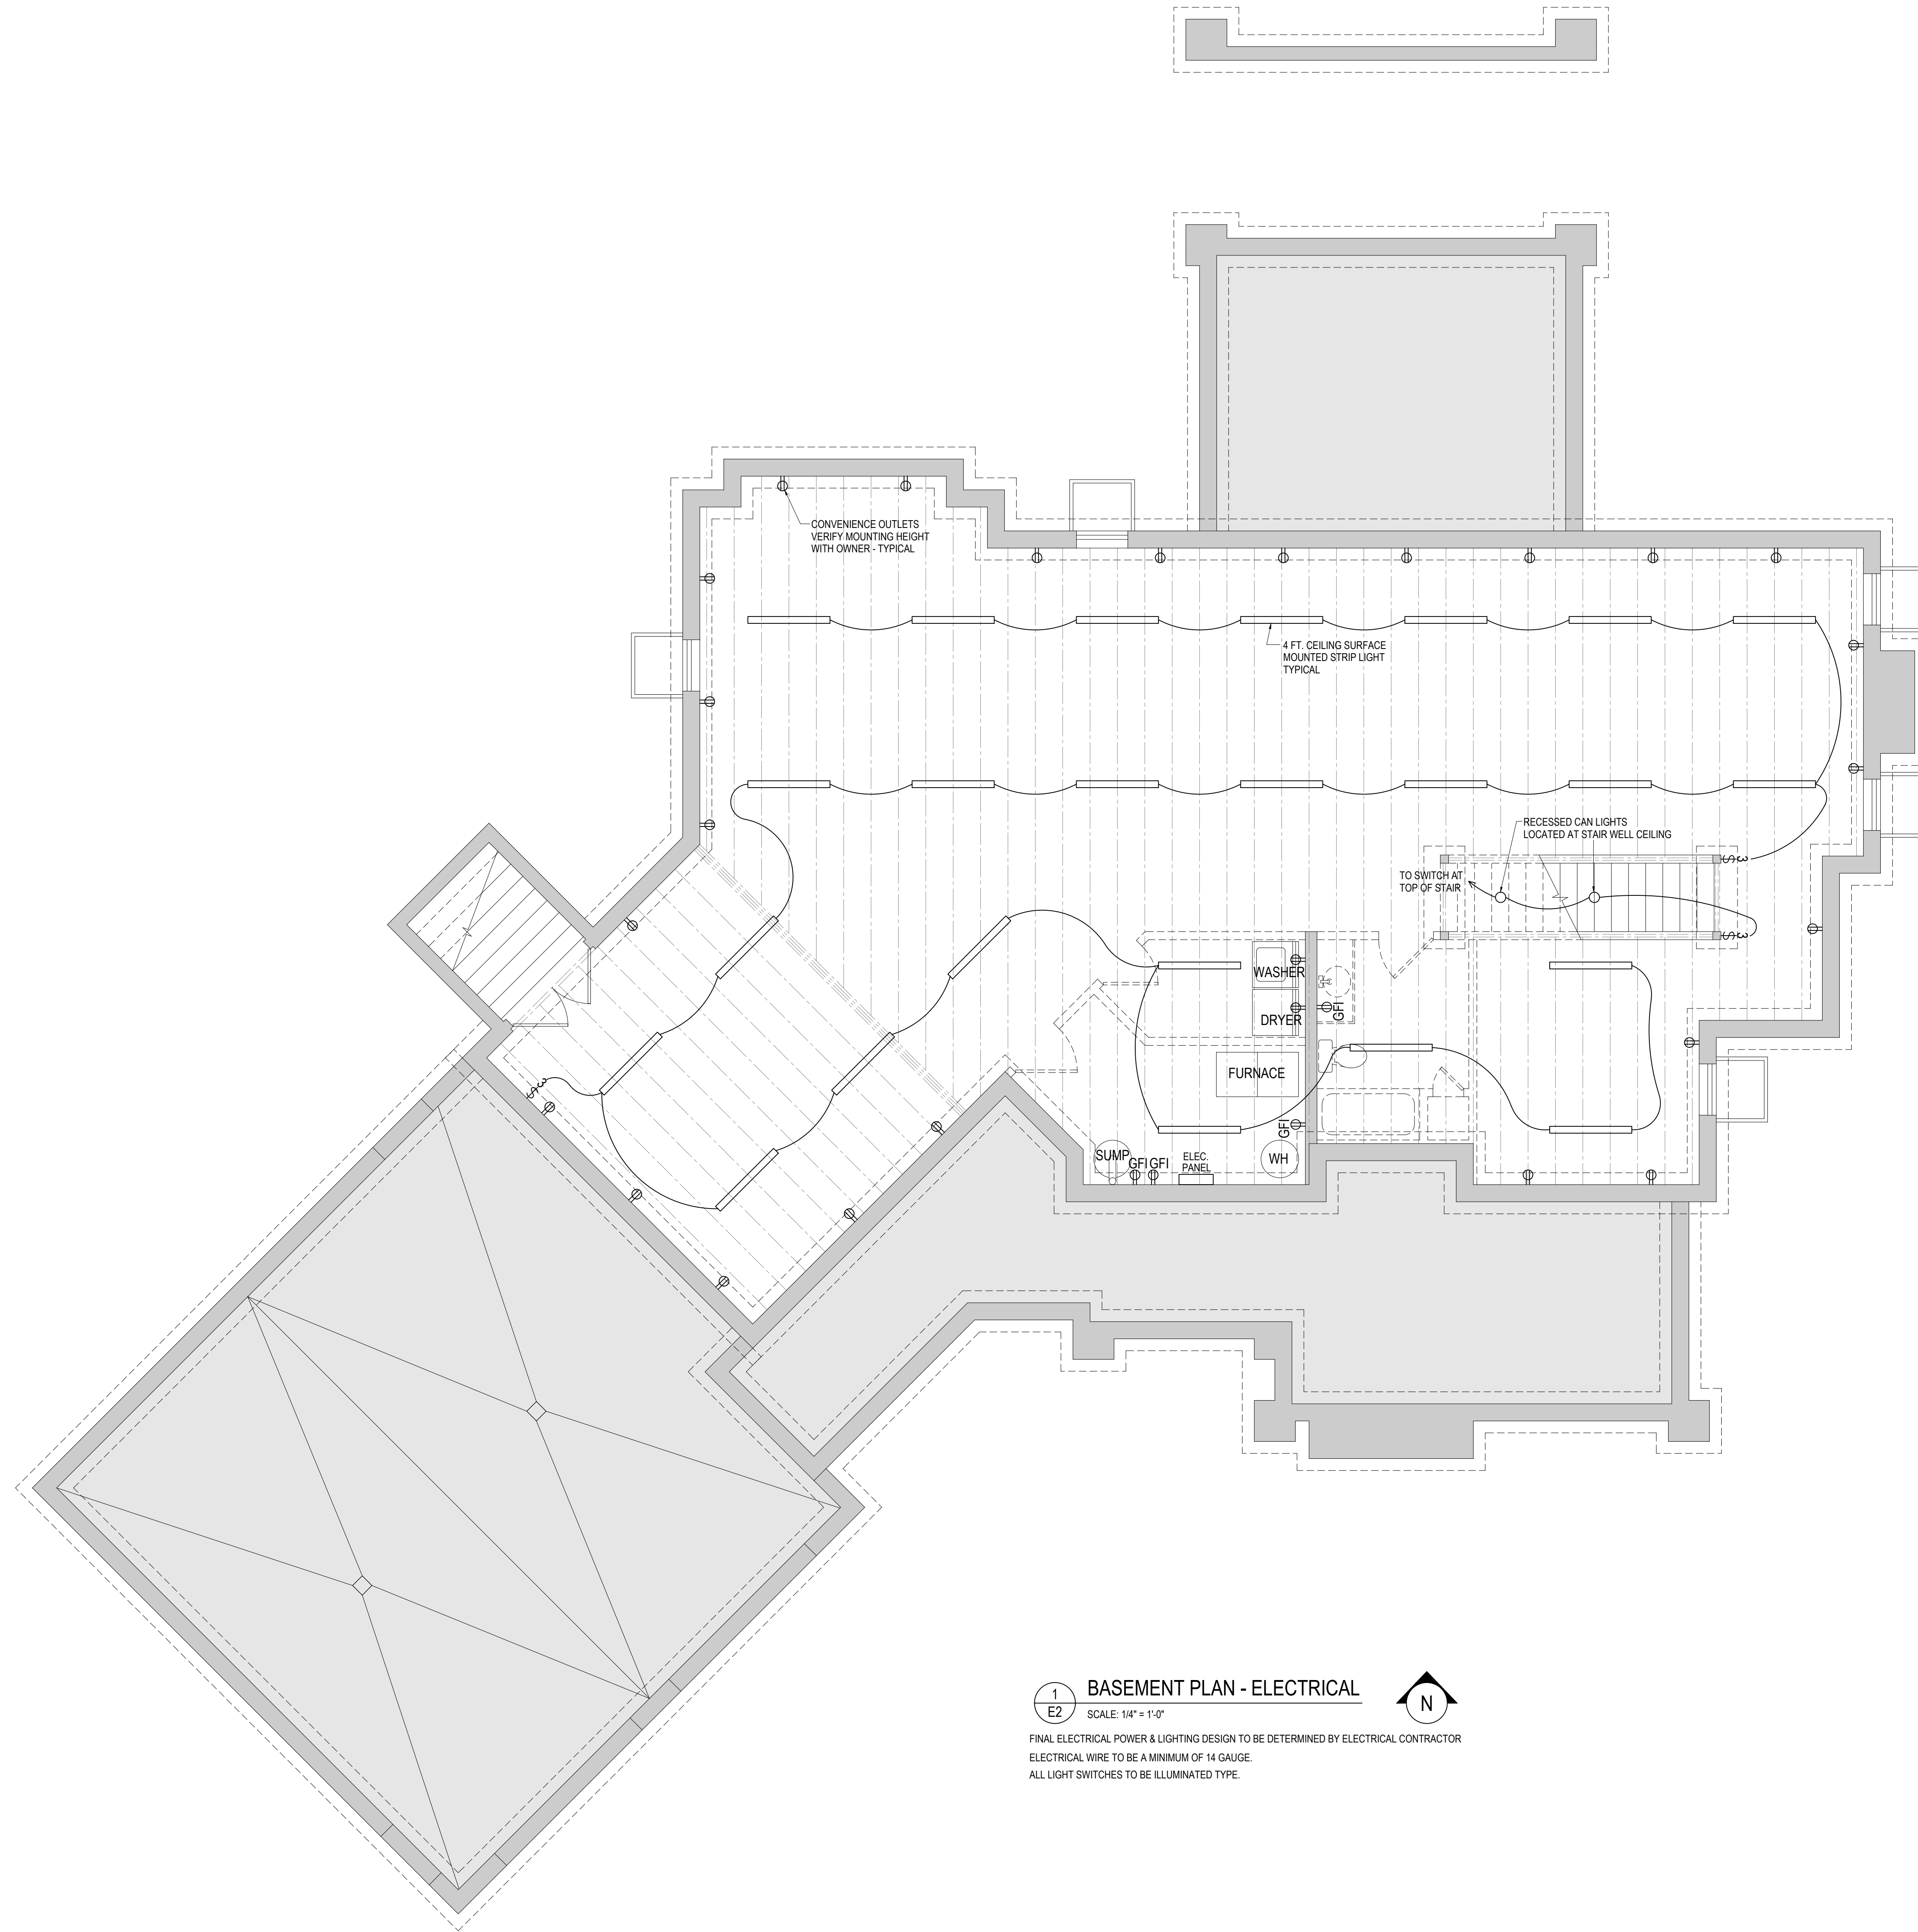 CONVENIENCE OUTLETS
VERIFY MOUNTING HEIGHT
WITH OWNER - TYPICAL
4 FT. CEILING SURFACE
MOUNTED STRIP LIGHT
TYPICAL
RECESSED CAN LIGHTS
LOCATED AT STAIR WELL CEILING
TO SWITCH AT
TOP OF STAIR
$3
$3
WASHER
DRYER
GFI
FURNACE
$3
GFI
SUMP
GFI GFI
ELEC.
PANEL
WH
1
E2
BASEMENT PLAN - ELECTRICAL
SCALE: 1/4" = 1'-0"
N
FINAL ELECTRICAL POWER & LIGHTING DESIGN TO BE DETERMINED BY ELECTRICAL CONTRACTOR
ELECTRICAL WIRE TO BE A MINIMUM OF 14 GAUGE.
ALL LIGHT SWITCHES TO BE ILLUMINATED TYPE.